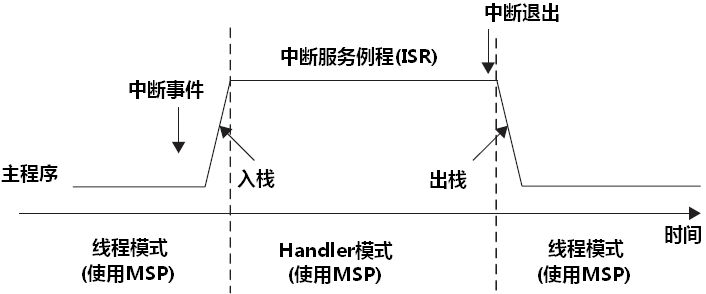 中断退出
中断服务例程(ISR)
中断事件
主程序
入栈
出栈
时间
线程模式
(使用MSP)
Handler模式
(使用MSP)
线程模式
(使用MSP)